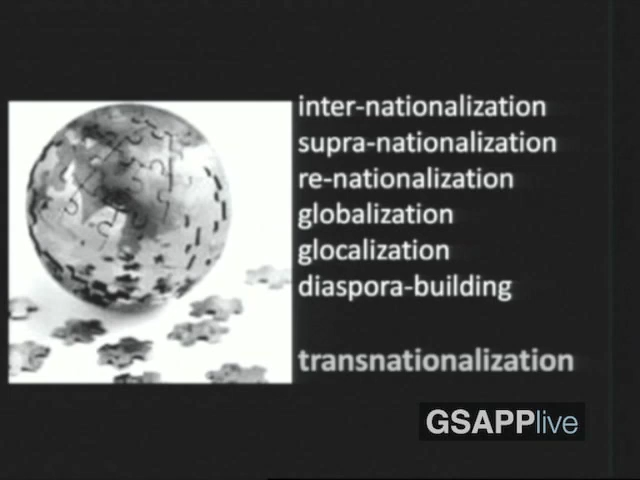 inter-nationalization
supra-nationalization
re-nationalization
globalization
glocalization
diaspora-building
transnationalization
GSAPPlive